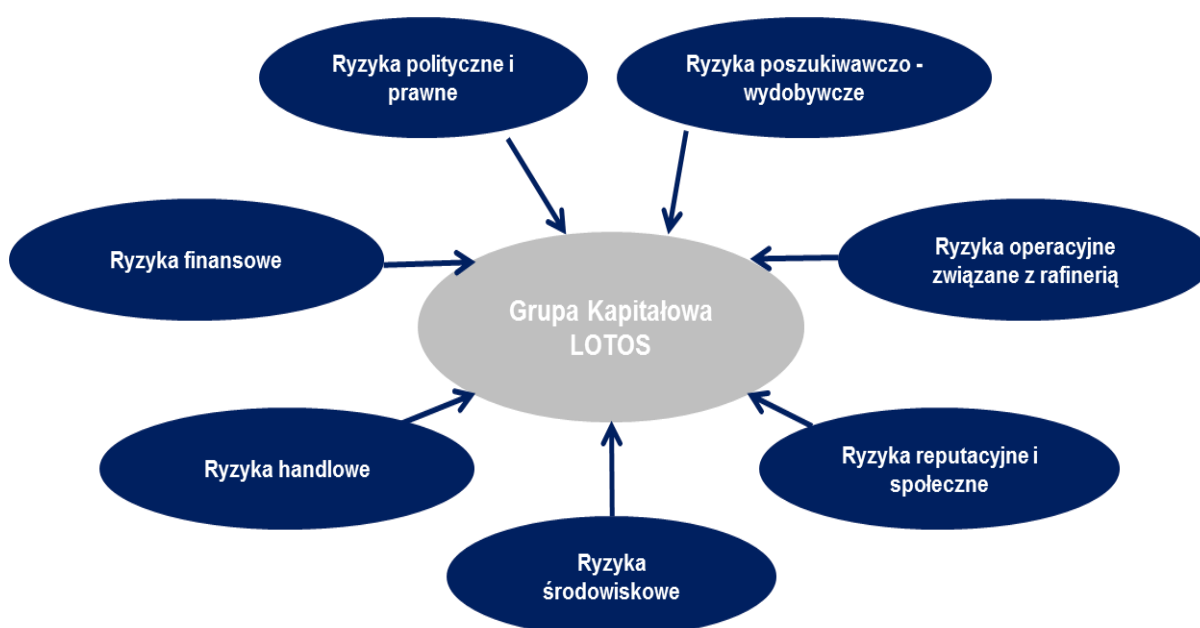 Ryzyka polityczne i
prawne
Ryzyka poszukiwawczo -
wydobywcze
Ryzyka finansowe
Ryzyka operacyjne
związane z rafinerią
Grupa Kapitałowa
LOTOS
Ryzyka handlowe
Ryzyka reputacyjne i
społeczne
Ryzyka
środowiskowe